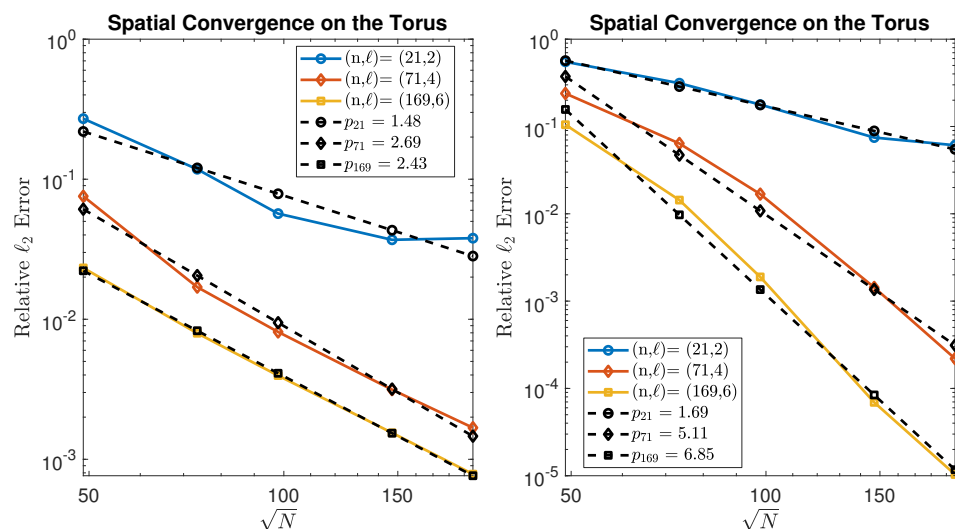 Spatial Convergence on the Torus
10^0
10^-1
10^-2
10^-3
Relative ℓ₂ Error
(n,ℓ)= (21,2)
(n,ℓ)= (71,4)
(n,ℓ)= (169,6)
p₂₁ = 1.48
p₇₁ = 2.69
p₁₆₉ = 2.43
50 100 150
√N
Spatial Convergence on the Torus
10^0
10^-1
10^-2
10^-3
10^-4
10^-5
Relative ℓ₂ Error
(n,ℓ)= (21,2)
(n,ℓ)= (71,4)
(n,ℓ)= (169,6)
p₂₁ = 1.69
p₇₁ = 5.11
p₁₆₉ = 6.85
50 100 150
√N